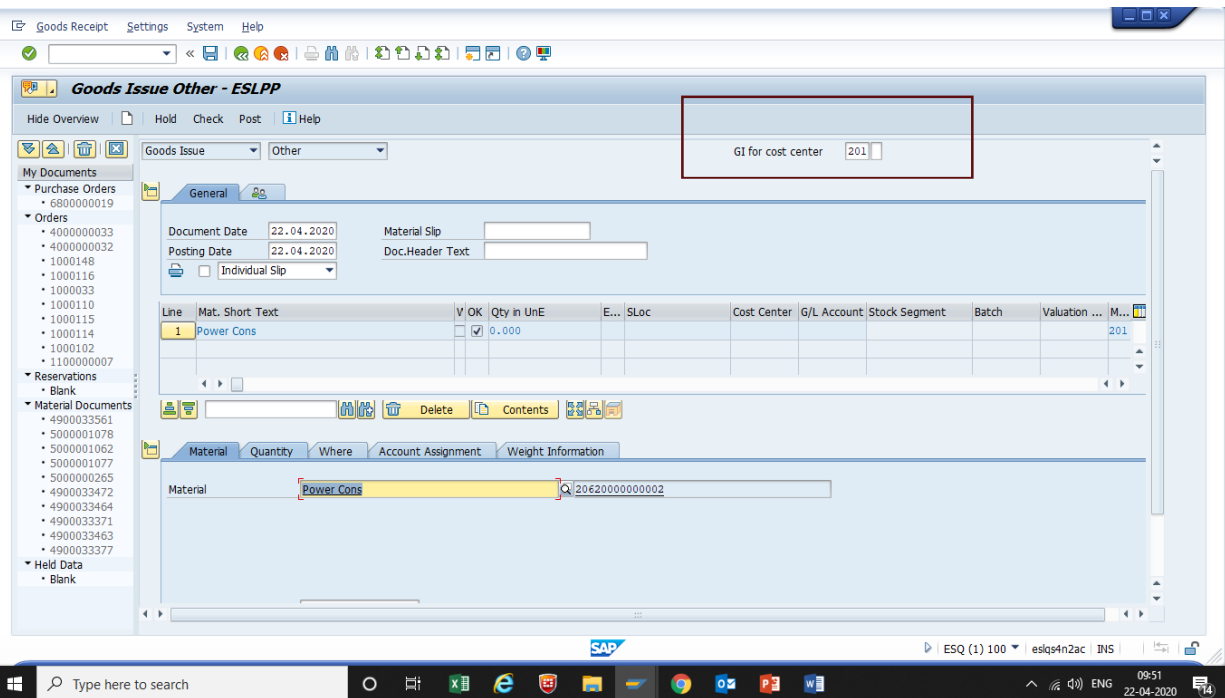 Goods Receipt Settings System Help
Goods Issue Other - ESLPP
Hide Overview Hold Check Post Help
Goods Issue Other GI for cost center 201
My Documents
Purchase Orders
6800000019
Orders
4000000033
4000000032
1000148
1000116
1000033
1000110
1000115
1000114
1000102
1100000007
Reservations
Blank
Material Documents
4900033561
5000001078
5000001062
5000001077
5000000265
4900033472
4900033464
4900033371
4900033463
4900033377
Held Data
Blank
General
Document Date 22.04.2020 Material Slip
Posting Date 22.04.2020 Doc.Header Text
Individual Slip
Line Mat. Short Text V OK Qty in UnE E... SLoc Cost Center G/L Account Stock Segment Batch Valuation ... M...
1 Power Cons 0.000 201
Delete Contents
Material Quantity Where Account Assignment Weight Information
Material Power Cons 20620000000002
SAP ESQ (1) 100 eslqs4n2ac INS
Type here to search ENG 09:51
22-04-2020 14